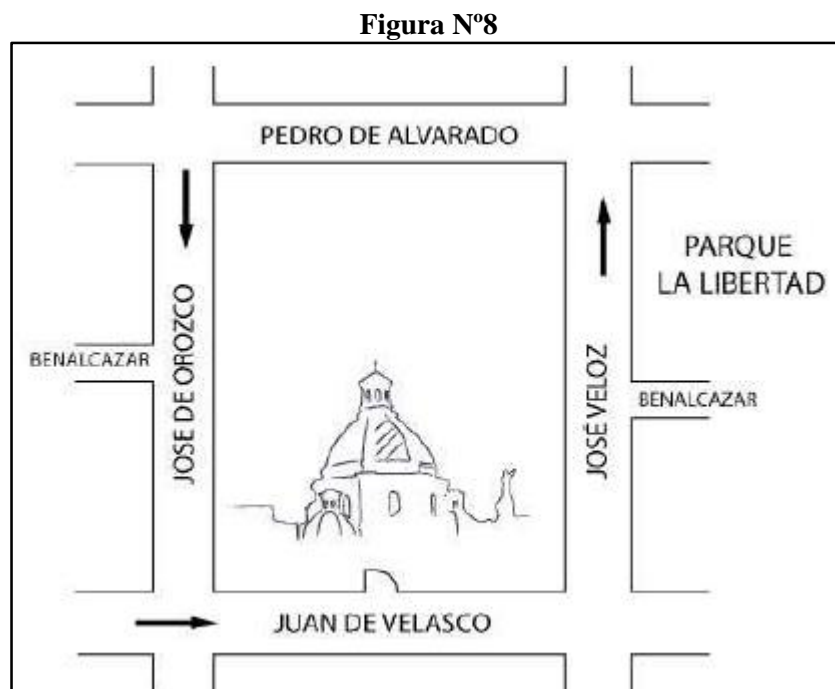 Figura Nº8
PEDRO DE ALVARADO
PARQUE
LA LIBERTAD
JOSE DE OROZCO
BENALCAZAR
JOSÉ VELOZ
BENALCAZAR
JUAN DE VELASCO